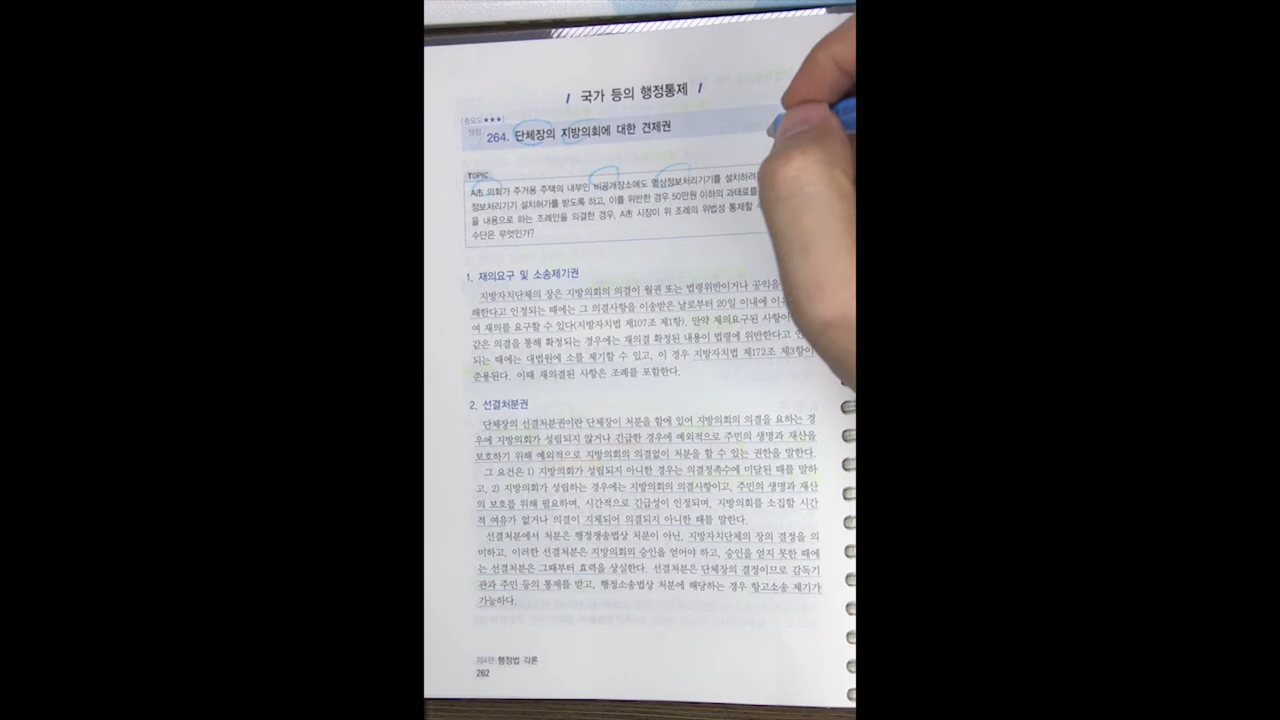 국가 등의 행정통제
[중요도★★★]
264. 단체장의 지방의회에 대한 견제권
TOPIC
A市 의회가 주거용 주택의 내부인 비공개장소에도 영상정보처리기기를 설치하려
정보처리기기 설치허가를 받도록 하고, 이를 위반한 경우 50만원 이하의 과태료를
을 내용으로 하는 조례안을 의결한 경우, A市 시장이 위 조례의 위법성 통제할
수단은 무엇인가?
1. 재의요구 및 소송제기권
지방자치단체의 장은 지방의회의 의결이 월권 또는 법령위반이거나 공익을
해한다고 인정되는 때에는 그 의결사항을 이송받은 날로부터 20일 이내에
여 재의를 요구할 수 있다(지방자치법 제107조 제1항). 만약 재의요구된 사항이
같은 의결을 통해 확정되는 경우에는 재의결 확정된 내용이 법령에 위반한다고
되는 때에는 대법원에 소를 제기할 수 있고, 이 경우 지방자치법 제172조 제3항이
준용된다. 이때 재의결된 사항은 조례를 포함한다.
2. 선결처분권
단체장의 선결처분권이란 단체장이 처분을 함에 있어 지방의회의 의결을 요하는 경
우에 지방의회가 성립되지 않거나 긴급한 경우에 예외적으로 주민의 생명과 재산을
보호하기 위해 예외적으로 지방의회의 의결없이 처분을 할 수 있는 권한을 말한다.
그 요건은 1) 지방의회가 성립되지 아니한 경우는 의결정족수에 미달된 때를 말하
고, 2) 지방의회가 성립하는 경우에는 지방의회의 의결사항이고, 주민의 생명과 재산
의 보호를 위해 필요하며, 시간적으로 긴급성이 인정되며, 지방의회를 소집할 시간
적 여유가 없거나 의결이 지체되어 의결되지 아니한 때를 말한다.
선결처분에서 처분은 행정쟁송법상 처분이 아닌, 지방자치단체의 장의 결정을 의
미하고, 이러한 선결처분은 지방의회의 승인을 얻어야 하고, 승인을 얻지 못한 때에
는 선결처분은 그때부터 효력을 상실한다. 선결처분은 단체장의 결정이므로 감독기
관과 주민 등의 통제를 받고, 행정소송법상 처분에 해당하는 경우 항고소송 제기가
가능하다.
제4편 행정법 각론
262